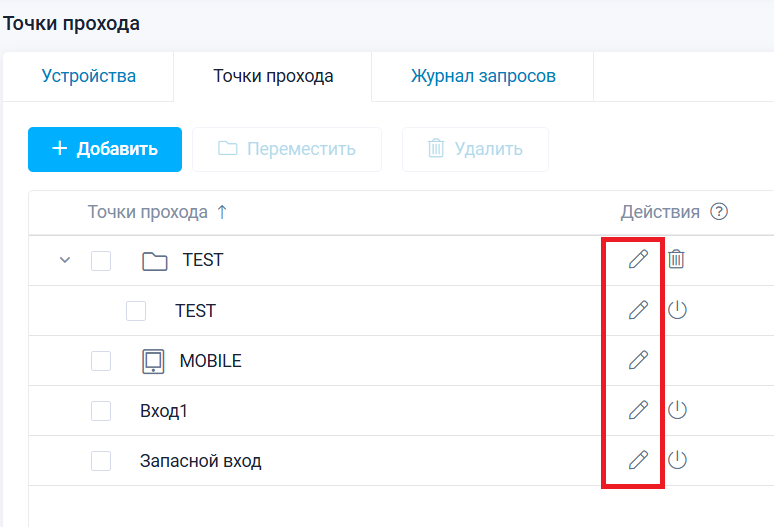 Точки прохода
Устройства Точки прохода Журнал запросов
+ Добавить Переместить Удалить
Точки прохода ↑ Действия ?
TEST
TEST
MOBILE
Вход1
Запасной вход